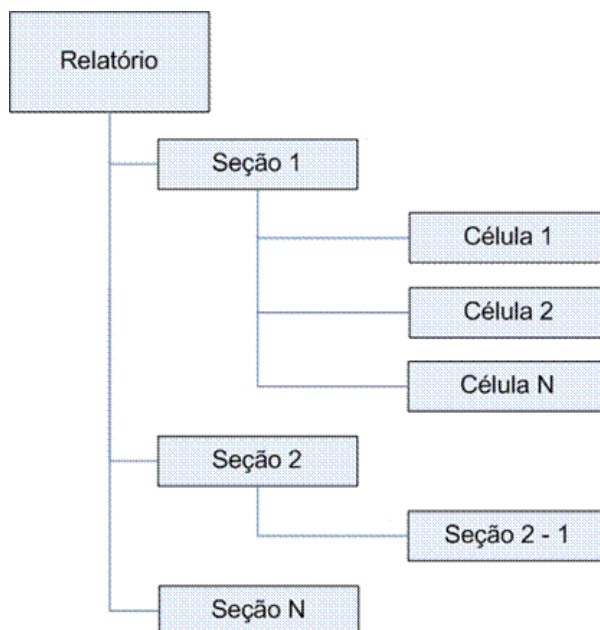 Relatório
Seção 1
Célula 1
Célula 2
Célula N
Seção 2
Seção 2 - 1
Seção N